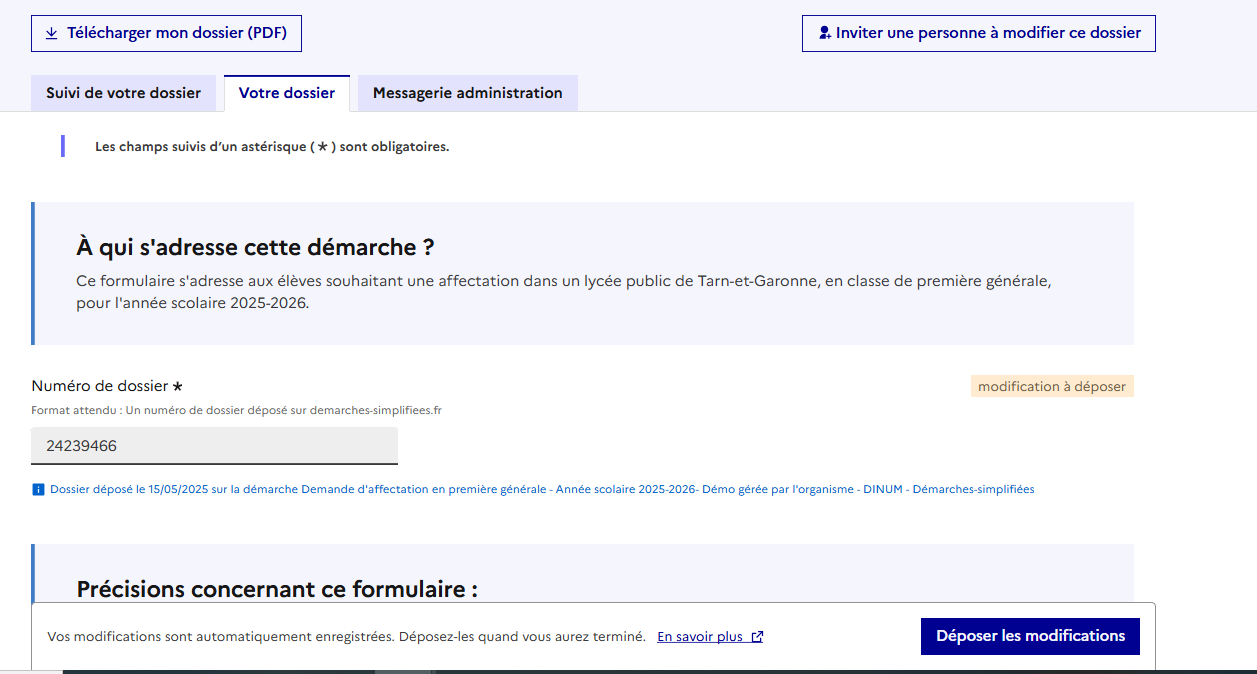 Télécharger mon dossier (PDF)
Inviter une personne à modifier ce dossier
Suivi de votre dossier
Votre dossier
Messagerie administration
Les champs suivis d’un astérisque ( * ) sont obligatoires.
À qui s'adresse cette démarche ?
Ce formulaire s'adresse aux élèves souhaitant une affectation dans un lycée public de Tarn-et-Garonne, en classe de première générale,
pour l'année scolaire 2025-2026.
Numéro de dossier *
modification à déposer
Format attendu : Un numéro de dossier déposé sur demarches-simplifiees.fr
24239466
Dossier déposé le 15/05/2025 sur la démarche Demande d'affectation en première générale - Année scolaire 2025-2026- Démo gérée par l'organisme - DINUM - Démarches-simplifiées
Précisions concernant ce formulaire :
Vos modifications sont automatiquement enregistrées. Déposez-les quand vous aurez terminé. En savoir plus
Déposer les modifications